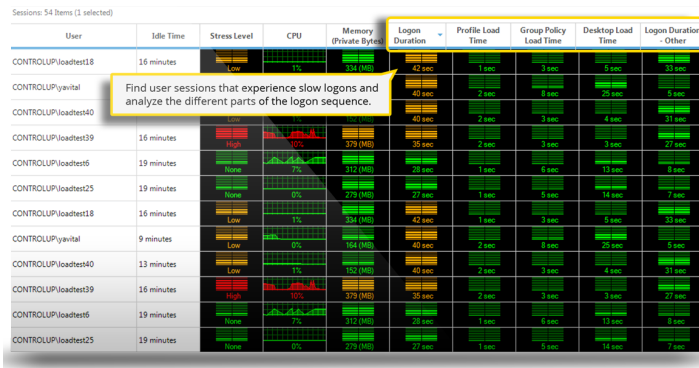 Sessions: 54 Items (1 selected)
User Idle Time Stress Level CPU Memory (Private Bytes) Logon Duration Profile Load Time Group Policy Load Time Desktop Load Time Logon Duration - Other
CONTROLUP\loadtest18 16 minutes Low 1% 334 (MB) 42 sec 1 sec 3 sec 5 sec 33 sec
Find user sessions that experience slow logons and
analyze the different parts of the logon sequence.
CONTROLUP\yavital 40 sec 2 sec 8 sec 25 sec 5 sec
CONTROLUP\loadtest40 Low 1% 152 (MB) 40 sec 2 sec 3 sec 4 sec 31 sec
CONTROLUP\loadtest39 16 minutes High 10% 379 (MB) 35 sec 2 sec 3 sec 3 sec 27 sec
CONTROLUP\loadtest6 19 minutes None 7% 312 (MB) 28 sec 1 sec 6 sec 13 sec 8 sec
CONTROLUP\loadtest25 19 minutes None 0% 279 (MB) 27 sec 1 sec 5 sec 14 sec 7 sec
CONTROLUP\loadtest18 16 minutes Low 1% 334 (MB) 42 sec 1 sec 3 sec 5 sec 33 sec
CONTROLUP\yavital 9 minutes Low 0% 164 (MB) 40 sec 2 sec 8 sec 25 sec 5 sec
CONTROLUP\loadtest40 13 minutes Low 1% 152 (MB) 40 sec 2 sec 3 sec 4 sec 31 sec
CONTROLUP\loadtest39 16 minutes High 10% 379 (MB) 35 sec 2 sec 3 sec 3 sec 27 sec
CONTROLUP\loadtest6 19 minutes None 7% 312 (MB) 28 sec 1 sec 6 sec 13 sec 8 sec
CONTROLUP\loadtest25 19 minutes None 0% 279 (MB) 27 sec 1 sec 5 sec 14 sec 7 sec